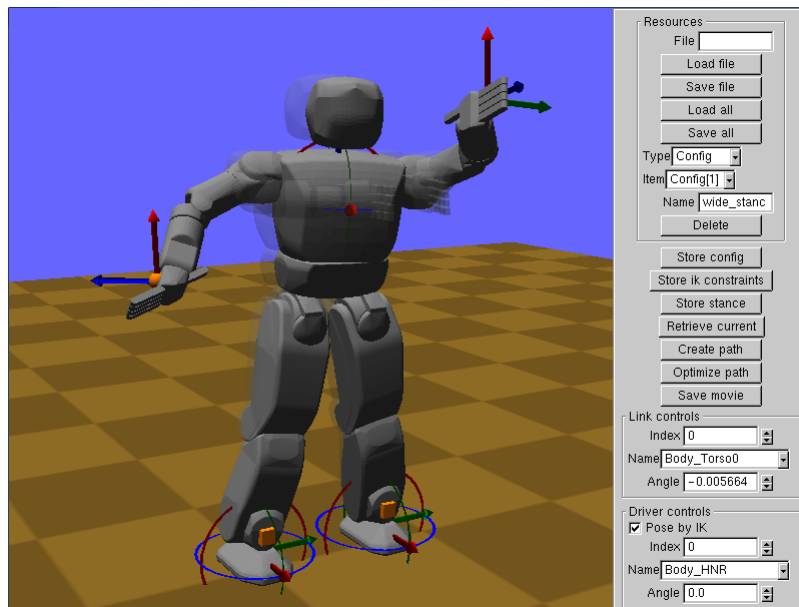 Resources
File
Load file
Save file
Load all
Save all
Type Config
Item Config[1]
Name wide_stanc
Delete
Store config
Store ik constraints
Store stance
Retrieve current
Create path
Optimize path
Save movie
Link controls
Index 0
Name Body_Torso0
Angle -0.005664
Driver controls
Pose by IK
Index 0
Name Body_HNR
Angle 0.0